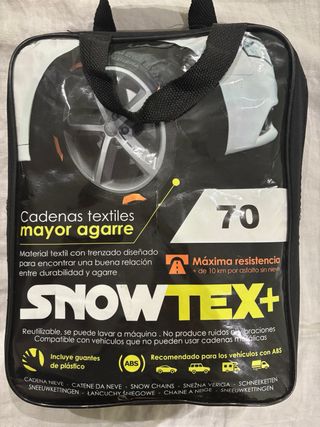 70
Cadenas textiles
mayor agarre
Material textil con trenzado diseñado
para encontrar una buena relación
entre durabilidad y agarre
Máxima resistencia
+ de 10 km por asfalto sin nieve
SNOWTEX+
Reutilizable, se puede lavar a máquina . No produce ruidos ni vibraciones
Compatible con vehículos que no pueden usar cadenas metálicas
Incluye guantes
de plástico
ABS
Recomendado para los vehículos con ABS
CADENA NIEVE - CATENE DA NEVE - SNOW CHAINS - SNEŽNA VERIGA - SCHNEEKETTEN
SNEEUWKETTINGEN - ŁAŃCUCHY ŚNIEGOWE - CHAINE A NEIGE - SNEEUWKETTINGEN